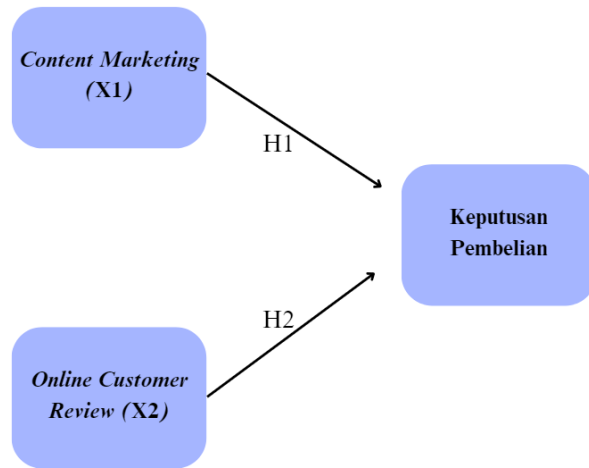 Content Marketing
(X1)
H1
Keputusan
Pembelian
H2
Online Customer
Review (X2)